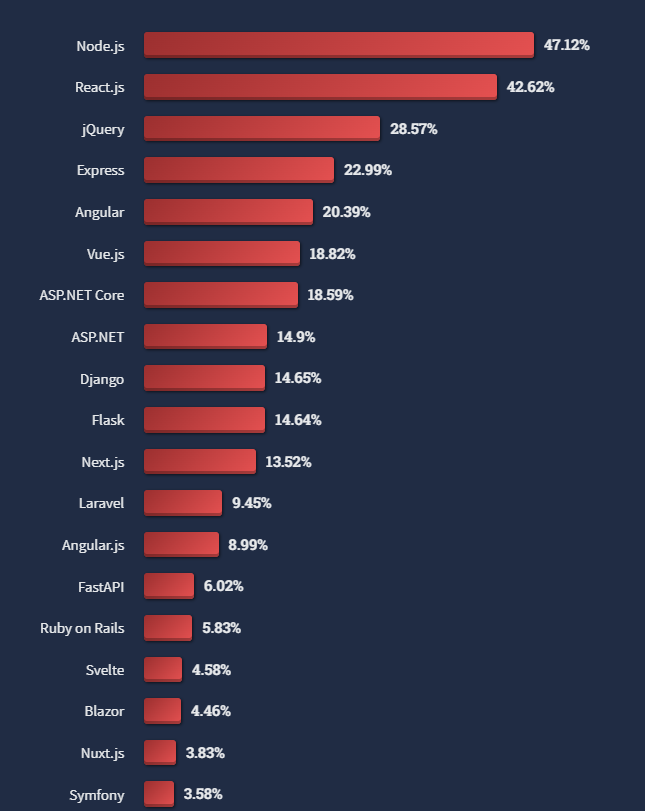 Node.js 47.12%
React.js 42.62%
jQuery 28.57%
Express 22.99%
Angular 20.39%
Vue.js 18.82%
ASP.NET Core 18.59%
ASP.NET 14.9%
Django 14.65%
Flask 14.64%
Next.js 13.52%
Laravel 9.45%
Angular.js 8.99%
FastAPI 6.02%
Ruby on Rails 5.83%
Svelte 4.58%
Blazor 4.46%
Nuxt.js 3.83%
Symfony 3.58%